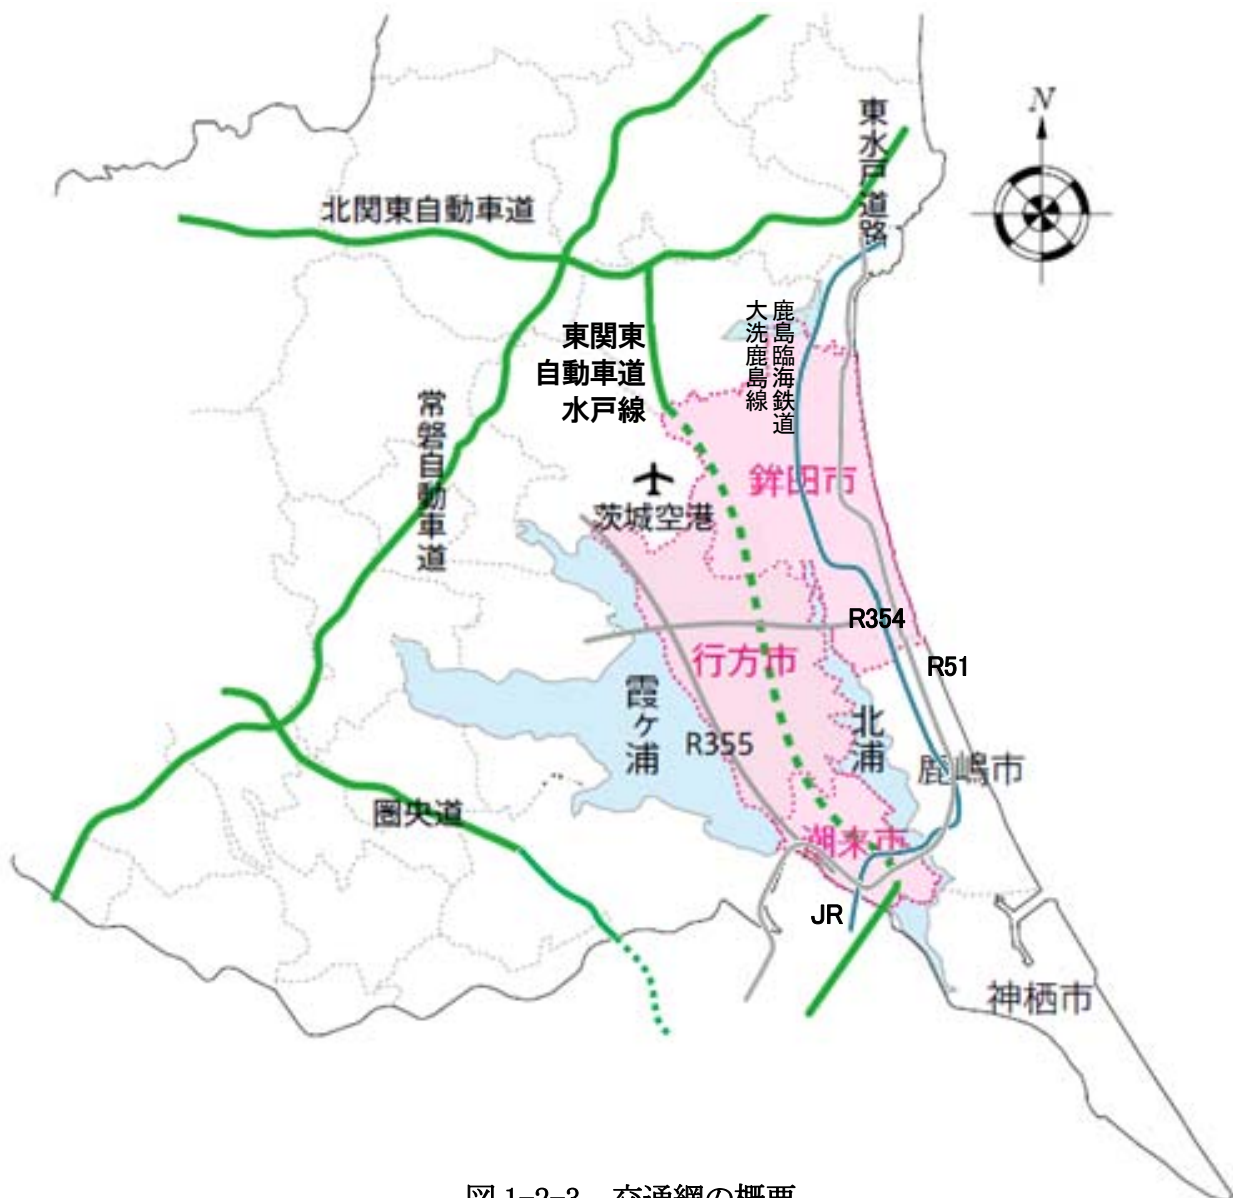 N
東水戸道路
北関東自動車道
鹿島臨海鉄道
大洗鹿島線
東関東
自動車道
水戸線
常磐自動車道
鉾田市
茨城空港
R354
行方市
R51
霞ヶ浦
北浦
R355
鹿嶋市
圏央道
潮来市
JR
神栖市
図 1-2-3 交通網の概要